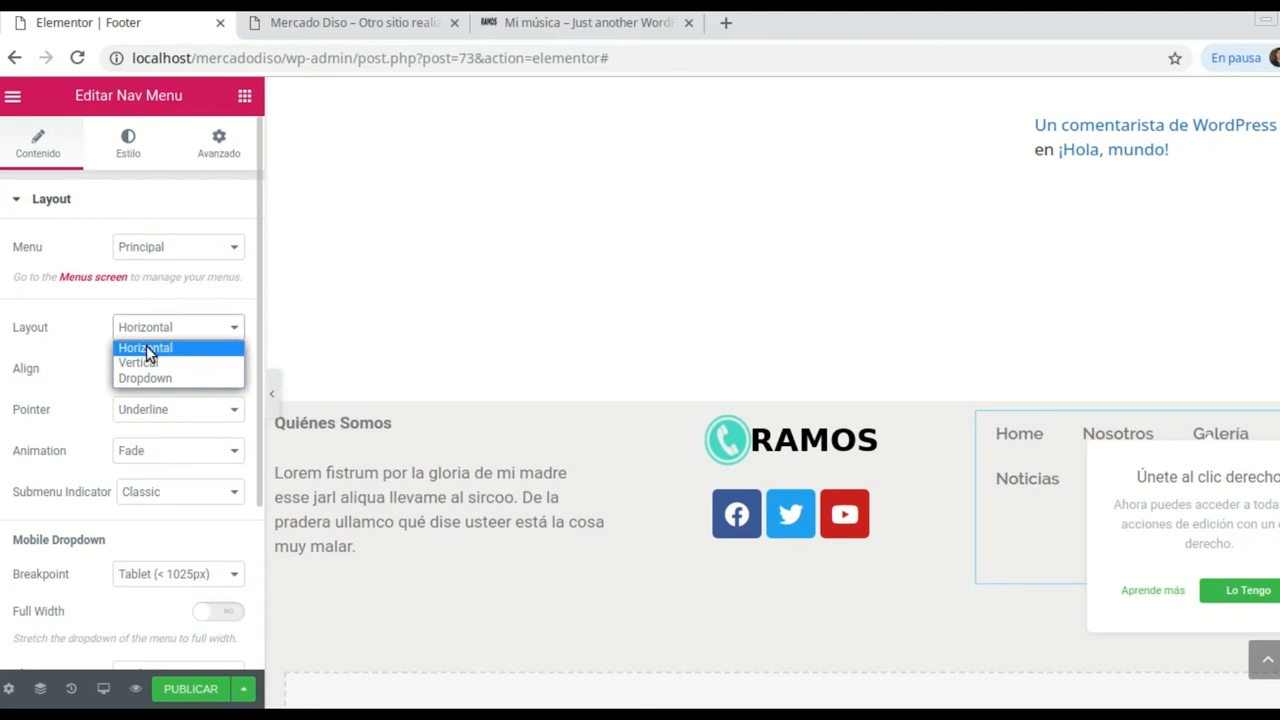 Elementor | Footer
Mercado Diso – Otro sitio realiz
RAMOS
Mi música – Just another WordP
localhost/mercadodiso/wp-admin/post.php?post=73&action=elementor#
En pausa
Editar Nav Menu
Contenido
Estilo
Avanzado
Layout
Menu
Principal
Go to the Menus screen to manage your menus.
Layout
Horizontal
Horizontal
Vertical
Dropdown
Align
Pointer
Underline
Animation
Fade
Submenu Indicator
Classic
Mobile Dropdown
Breakpoint
Tablet (< 1025px)
Full Width
NO
Stretch the dropdown of the menu to full width.
PUBLICAR
Un comentarista de WordPress
en ¡Hola, mundo!
Quiénes Somos
Lorem fistrum por la gloria de mi madre
esse jarl aliqua llevame al sircoo. De la
pradera ullamco qué dise usteer está la cosa
muy malar.
RAMOS
Home
Nosotros
Galería
Noticias
Únete al clic derecho
Ahora puedes acceder a toda
acciones de edición con un
derecho.
Aprende más
Lo Tengo